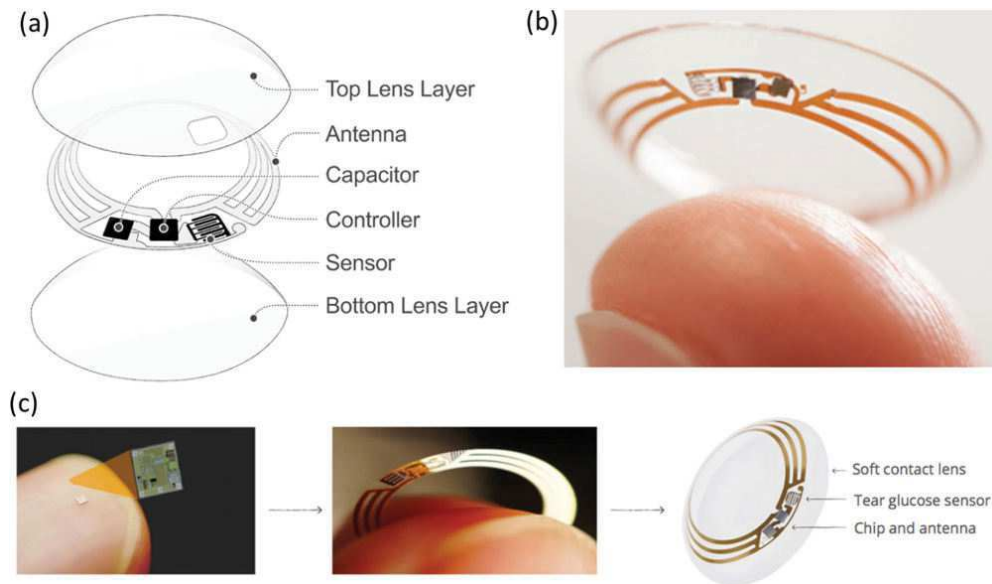 (a)
Top Lens Layer
Antenna
Capacitor
Controller
Sensor
Bottom Lens Layer
(b)
(c)
Soft contact lens
Tear glucose sensor
Chip and antenna